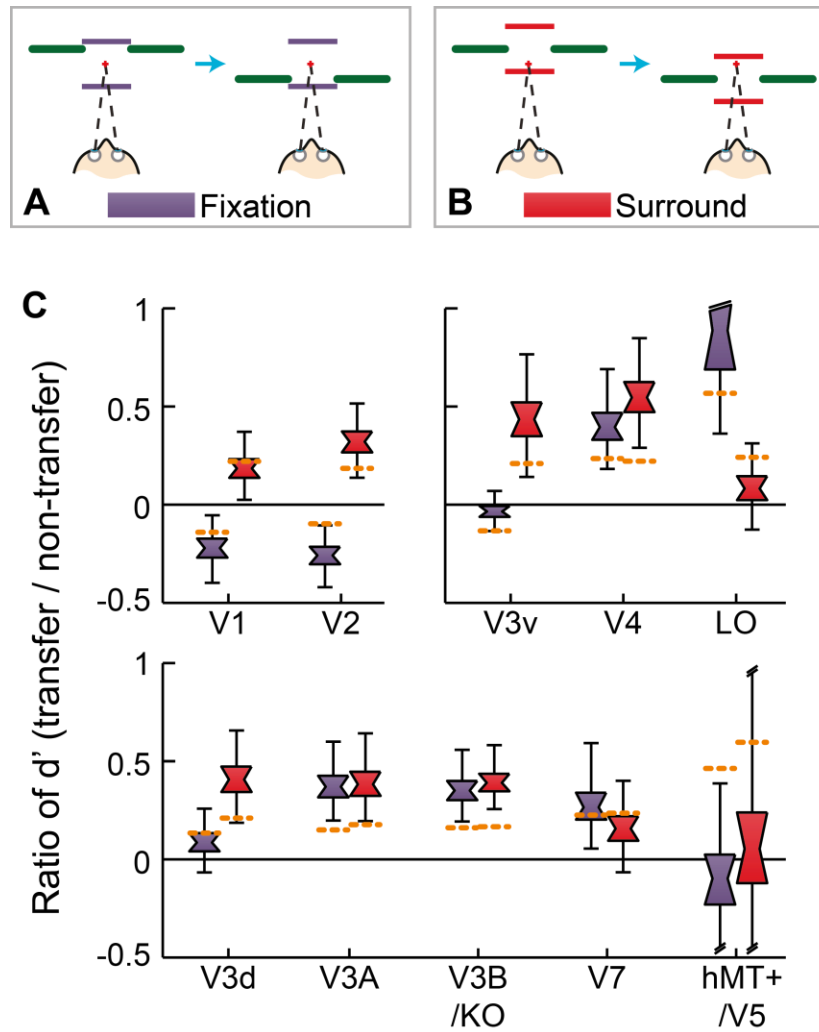 A
Fixation
B
Surround
C
Ratio of d' (transfer / non-transfer)
1
0.5
0
-0.5
V1
V2
V3v
V4
LO
1
0.5
0
-0.5
V3d
V3A
V3B
/KO
V7
hMT+
/V5